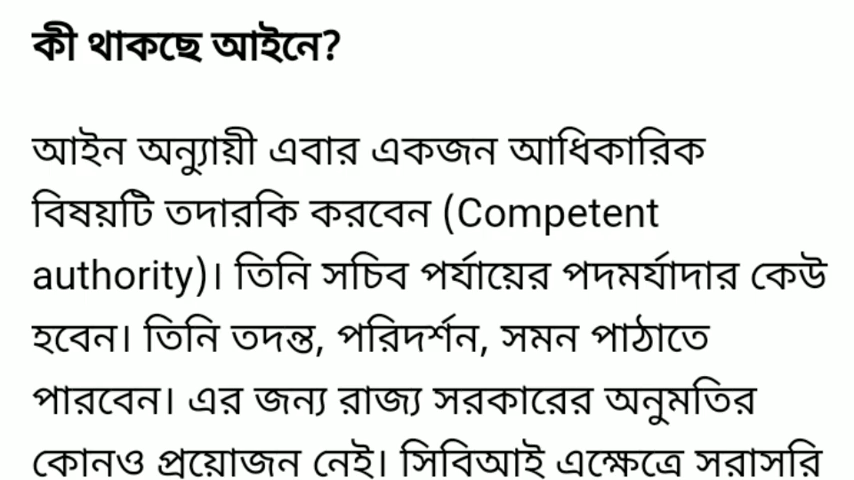 কী থাকছে আইনে?
আইন অন্যুায়ী এবার একজন আধিকারিক
বিষয়টি তদারকি করবেন (Competent
authority)। তিনি সচিব পর্যায়ের পদমর্যাদার কেউ
হবেন। তিনি তদন্ত, পরিদর্শন, সমন পাঠাতে
পারবেন। এর জন্য রাজ্য সরকারের অনুমতির
কোনও প্রয়োজন নেই। সিবিআই এক্ষেত্রে সরাসরি